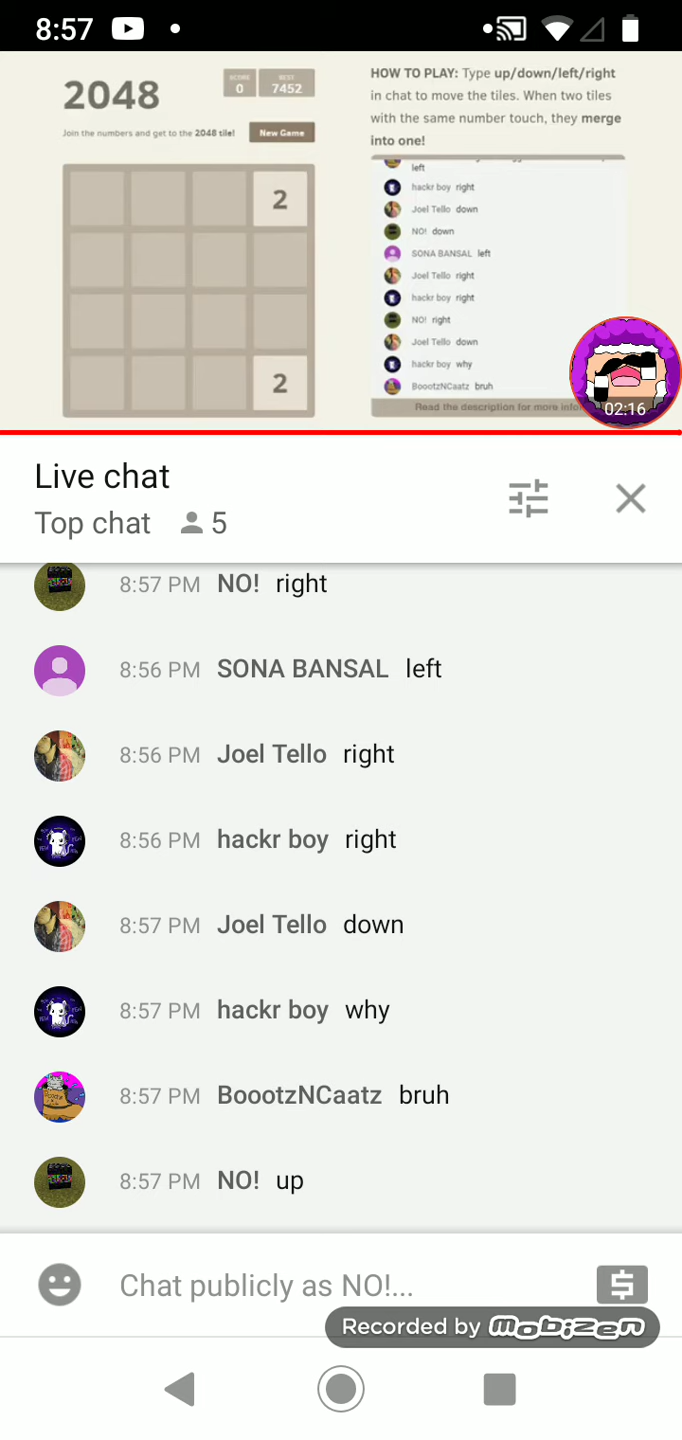 8:57
2048
SCORE
0
BEST
7452
Join the numbers and get to the 2048 tile!
New Game
2
2
HOW TO PLAY: Type up/down/left/right
in chat to move the tiles. When two tiles
with the same number touch, they merge
into one!
left
hackr boy right
Joel Tello down
NO! down
SONA BANSAL left
Joel Tello right
hackr boy right
NO! right
Joel Tello down
hackr boy why
BoootzNCaatz bruh
Read the description for more
02:16
Live chat
Top chat 5
8:57 PM NO! right
8:56 PM SONA BANSAL left
8:56 PM Joel Tello right
8:56 PM hackr boy right
8:57 PM Joel Tello down
8:57 PM hackr boy why
8:57 PM BoootzNCaatz bruh
8:57 PM NO! up
Chat publicly as NO!...
$
Recorded by mobizen